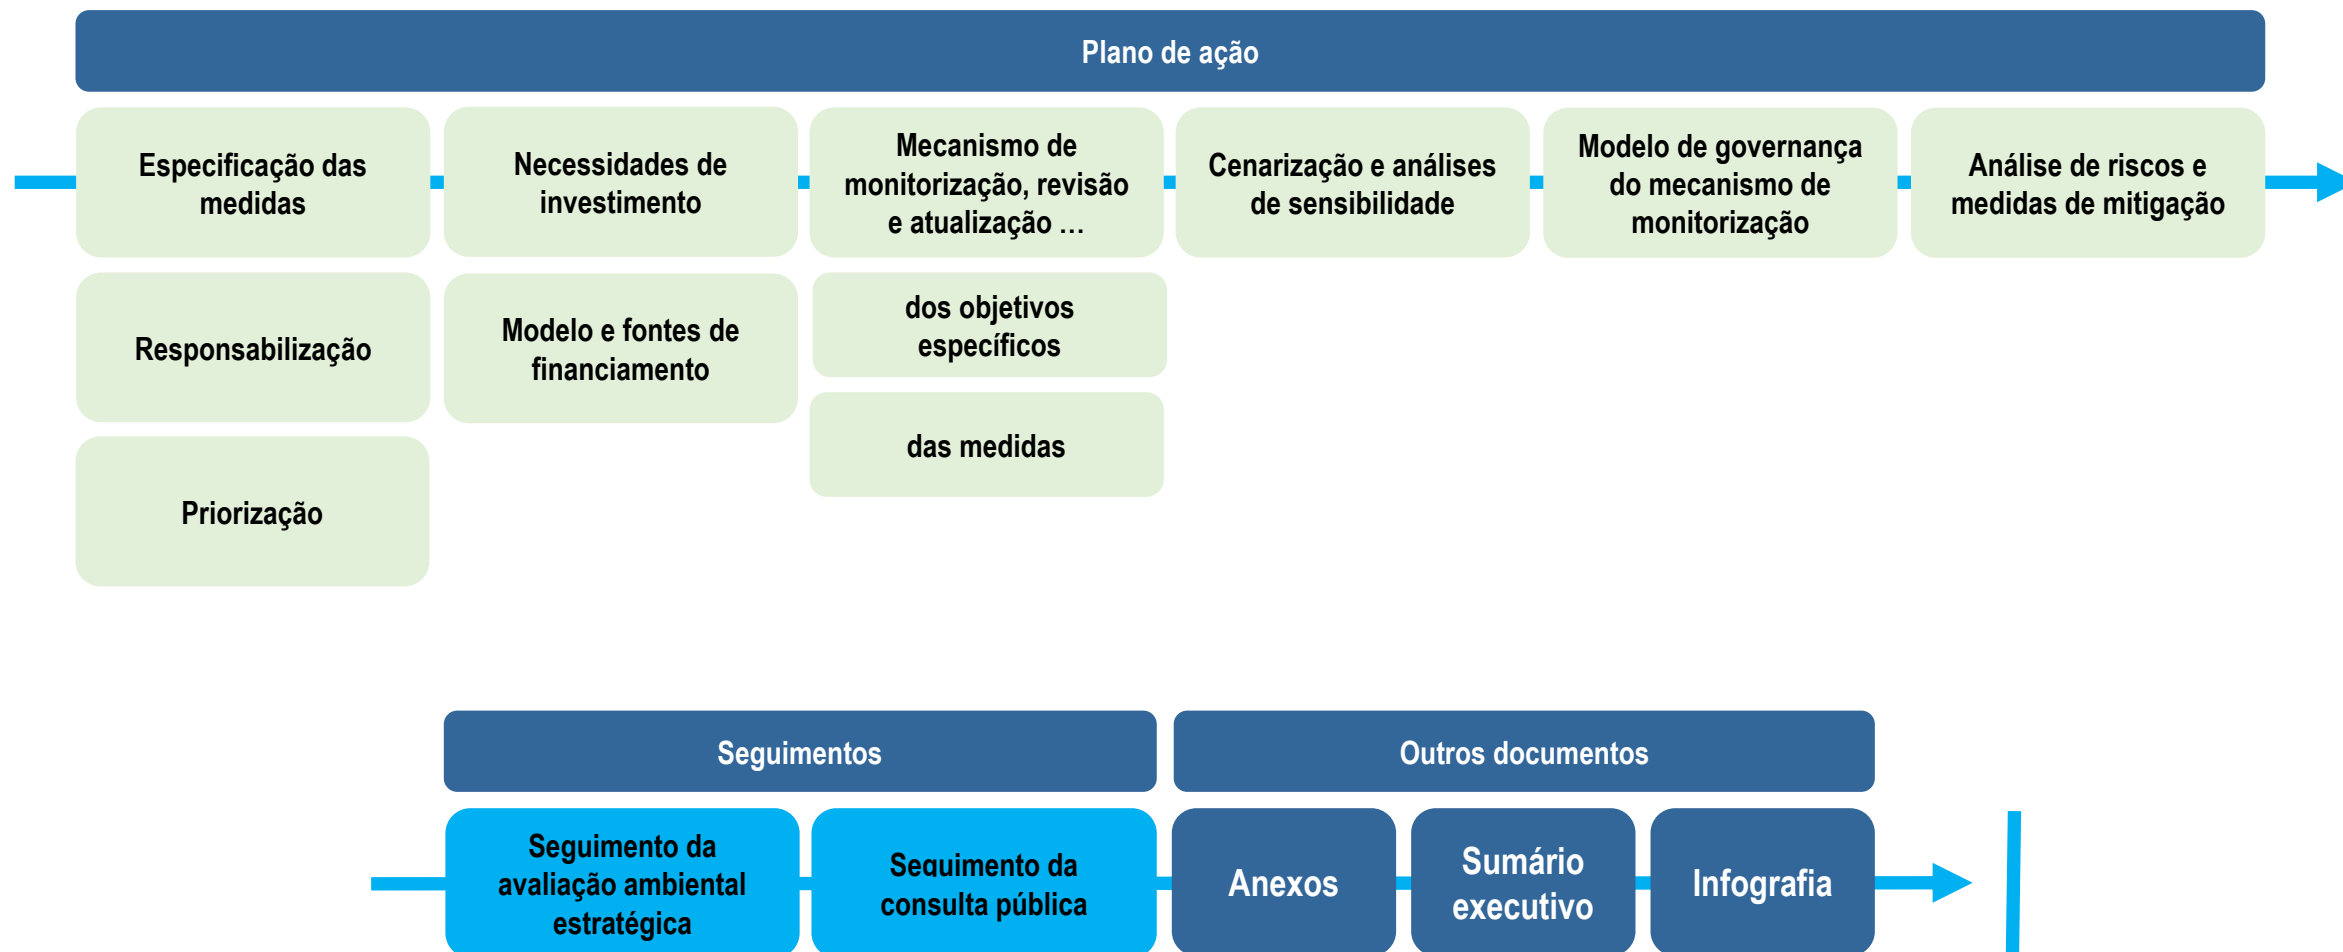 Plano de ação
Especificação das
medidas
Necessidades de
investimento
Mecanismo de
monitorização, revisão
e atualização …
Cenarização e análises
de sensibilidade
Modelo de governança
do mecanismo de
monitorização
Análise de riscos e
medidas de mitigação
Responsabilização
Modelo e fontes de
financiamento
dos objetivos
específicos
das medidas
Priorização
Seguimentos
Outros documentos
Seguimento da
avaliação ambiental
estratégica
Seguimento da
consulta pública
Anexos
Sumário
executivo
Infografia